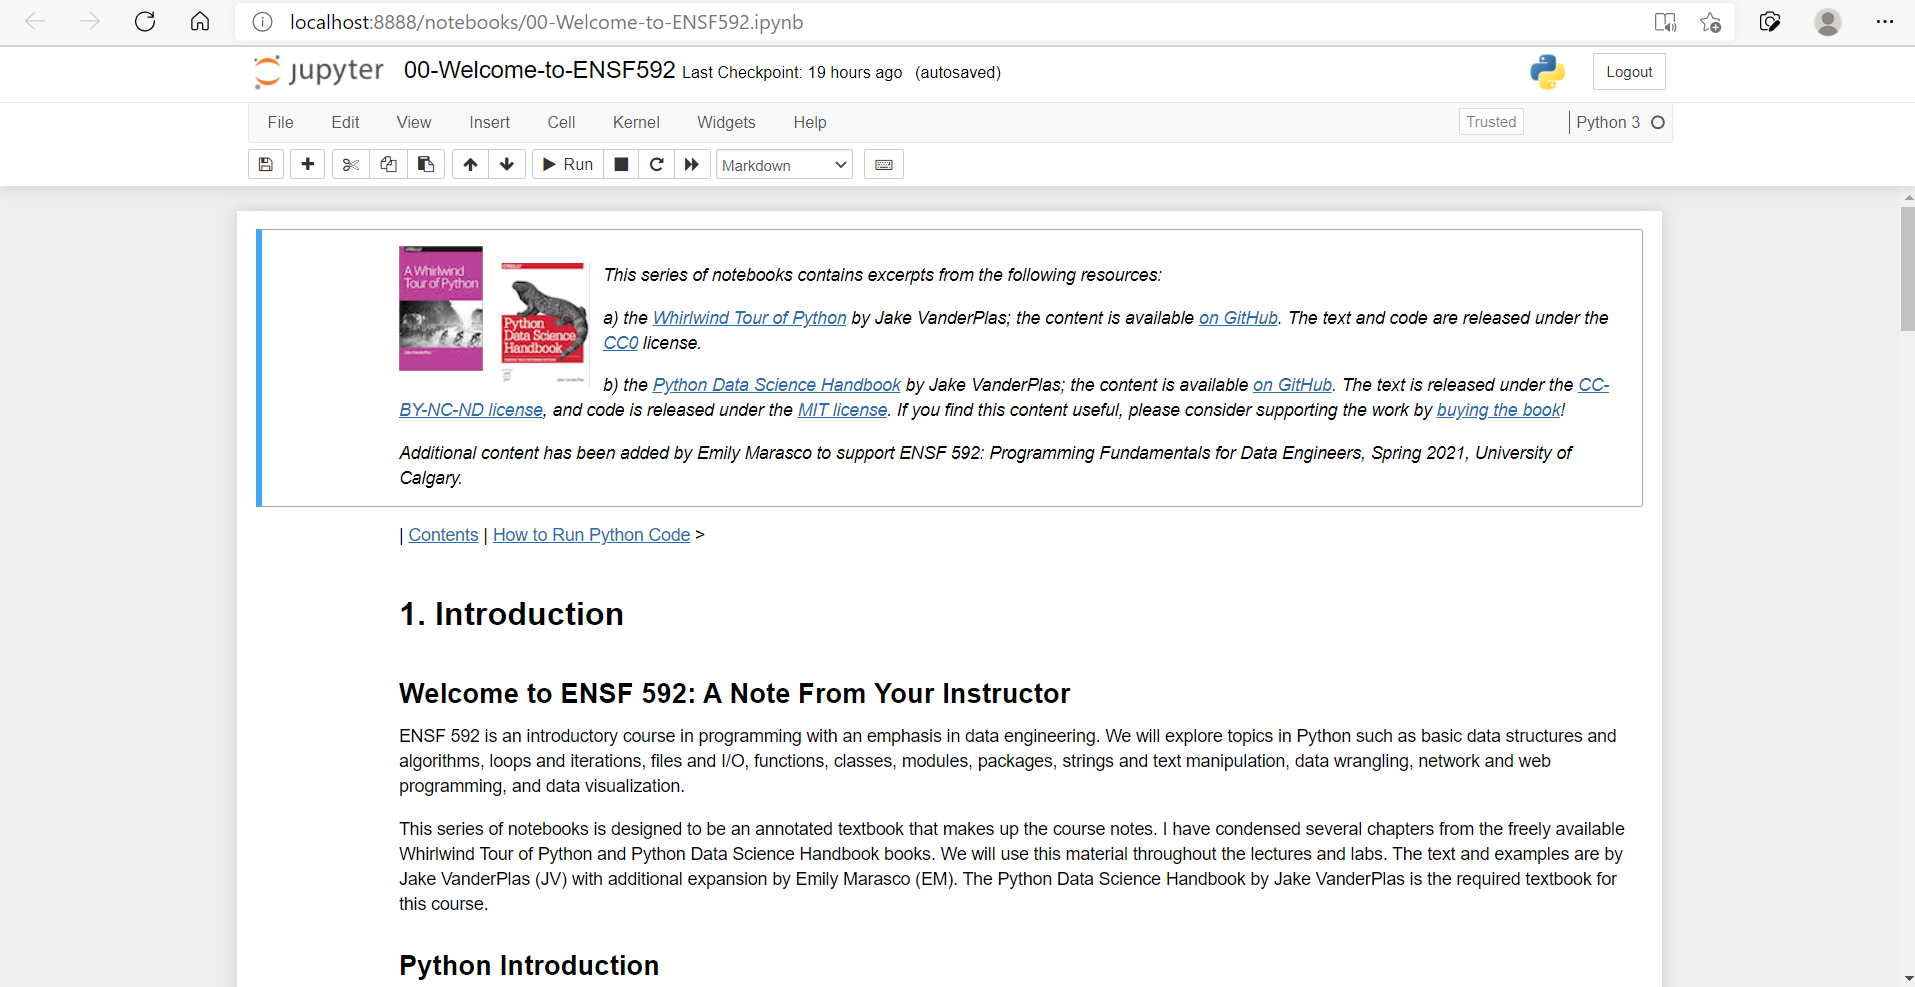 localhost:8888/notebooks/00-Welcome-to-ENSF592.ipynb
jupyter 00-Welcome-to-ENSF592 Last Checkpoint: 19 hours ago (autosaved)
Logout
File Edit View Insert Cell Kernel Widgets Help
Trusted
Python 3
Run
Markdown
O'REILLY
A Whirlwind
Tour of Python
Jake VanderPlas
O'REILLY
Python
Data Science
Handbook
Jake VanderPlas
This series of notebooks contains excerpts from the following resources:
a) the Whirlwind Tour of Python by Jake VanderPlas; the content is available on GitHub. The text and code are released under the
CC0 license.
b) the Python Data Science Handbook by Jake VanderPlas; the content is available on GitHub. The text is released under the CC-
BY-NC-ND license, and code is released under the MIT license. If you find this content useful, please consider supporting the work by buying the book!
Additional content has been added by Emily Marasco to support ENSF 592: Programming Fundamentals for Data Engineers, Spring 2021, University of
Calgary.
| Contents | How to Run Python Code >
1. Introduction
Welcome to ENSF 592: A Note From Your Instructor
ENSF 592 is an introductory course in programming with an emphasis in data engineering. We will explore topics in Python such as basic data structures and
algorithms, loops and iterations, files and I/O, functions, classes, modules, packages, strings and text manipulation, data wrangling, network and web
programming, and data visualization.
This series of notebooks is designed to be an annotated textbook that makes up the course notes. I have condensed several chapters from the freely available
Whirlwind Tour of Python and Python Data Science Handbook books. We will use this material throughout the lectures and labs. The text and examples are by
Jake VanderPlas (JV) with additional expansion by Emily Marasco (EM). The Python Data Science Handbook by Jake VanderPlas is the required textbook for
this course.
Python Introduction